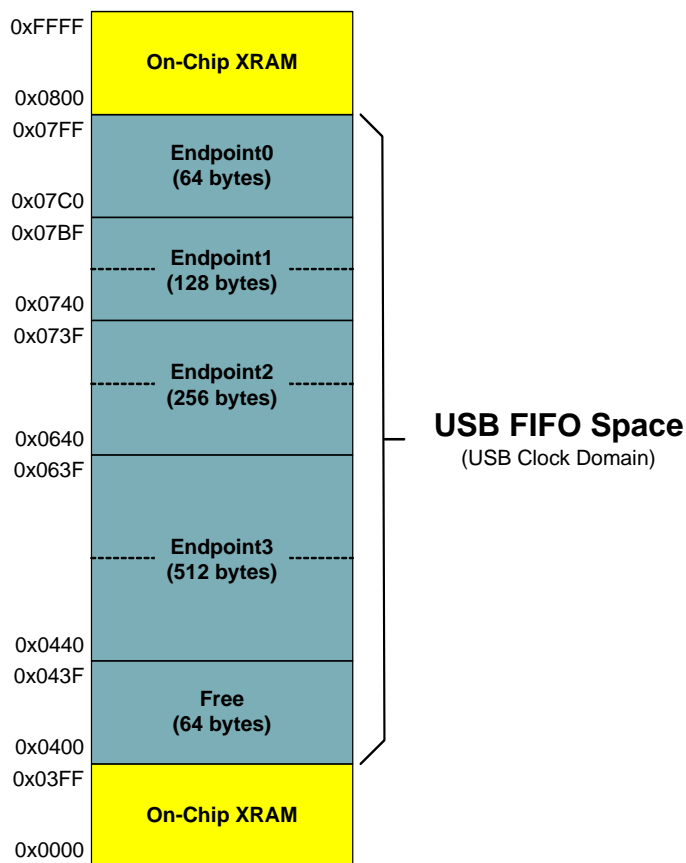 0xFFFF
On-Chip XRAM
0x0800
0x07FF
Endpoint0
(64 bytes)
0x07C0
0x07BF
Endpoint1
(128 bytes)
0x0740
0x073F
Endpoint2
(256 bytes)
0x0640
0x063F
Endpoint3
(512 bytes)
0x0440
0x043F
Free
(64 bytes)
0x0400
0x03FF
On-Chip XRAM
0x0000
USB FIFO Space
(USB Clock Domain)